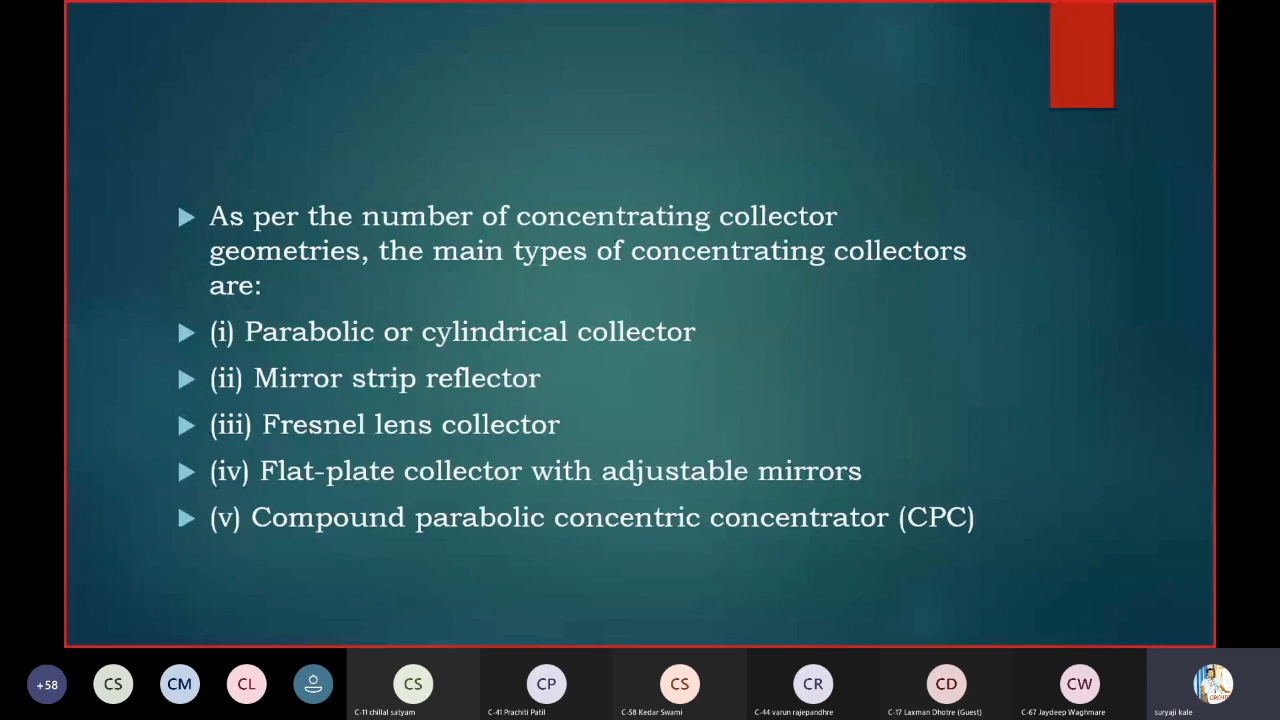 As per the number of concentrating collector
geometries, the main types of concentrating collectors
are:
(i) Parabolic or cylindrical collector
(ii) Mirror strip reflector
(iii) Fresnel lens collector
(iv) Flat-plate collector with adjustable mirrors
(v) Compound parabolic concentric concentrator (CPC)
+58
CS
CM
CL
CS
CP
CS
CR
CD
CW
C-11 chillal satyam
C-41 Prachiti Patil
C-58 Kedar Swami
C-44 varun rajepandhre
C-17 Laxman Dhotre (Guest)
C-67 Jaydeep Waghmare
suryaji kale